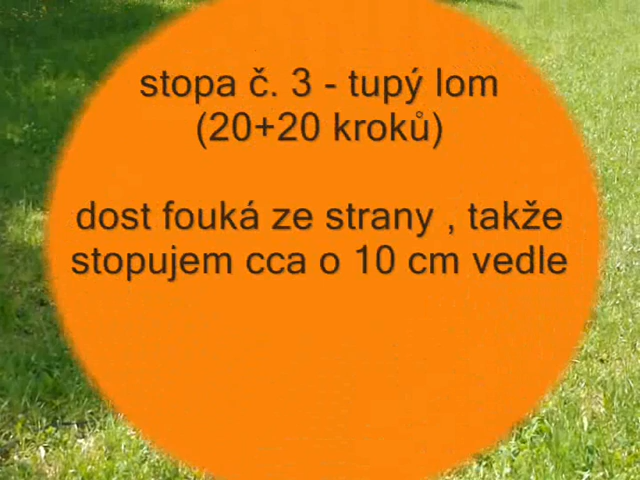 stopa č. 3 - tupý lom
(20+20 kroků)
dost fouká ze strany , takže
stopujem cca o 10 cm vedle